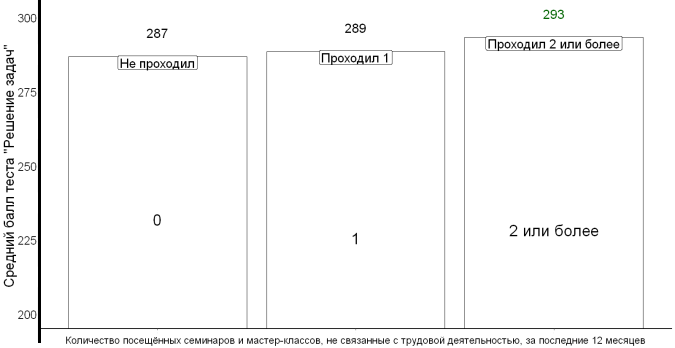 Средний балл теста "Решение задач"
300
275
250
225
200
287
289
293
Не проходил
Проходил 1
Проходил 2 или более
0
1
2 или более
Количество посещённых семинаров и мастер-классов, не связанные с трудовой деятельностью, за последние 12 месяцев